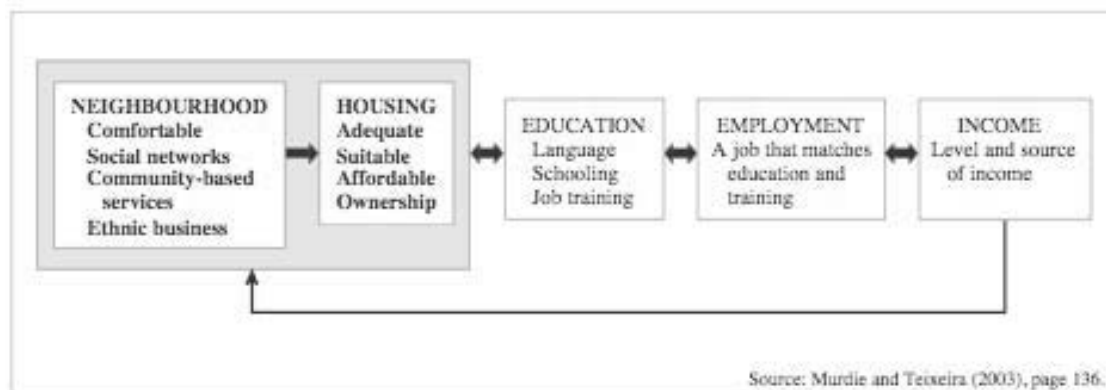 NEIGHBOURHOOD
Comfortable
Social networks
Community-based
services
Ethnic business
HOUSING
Adequate
Suitable
Affordable
Ownership
EDUCATION
Language
Schooling
Job training
EMPLOYMENT
A job that matches
education and
training
INCOME
Level and source
of income
Source: Murdie and Teixeira (2003), page 136.